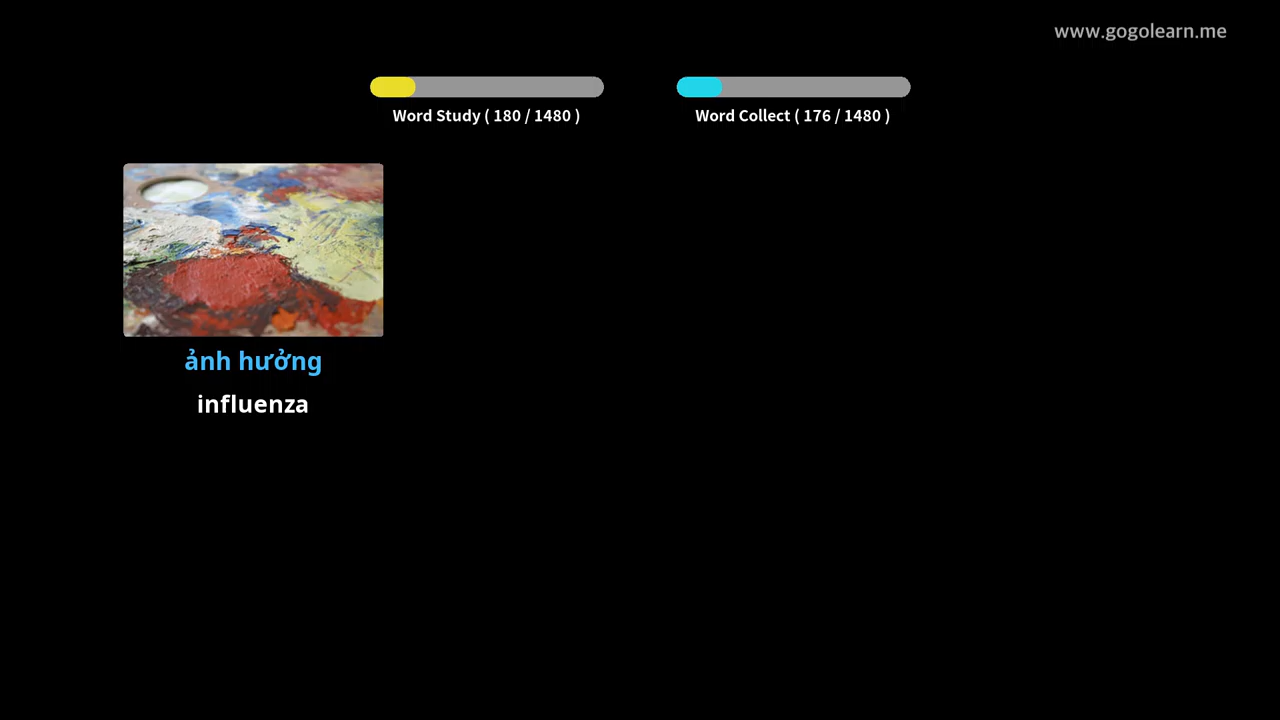 www.gogolearn.me
Word Study ( 180 / 1480 )
Word Collect ( 176 / 1480 )
ảnh hưởng
influenza